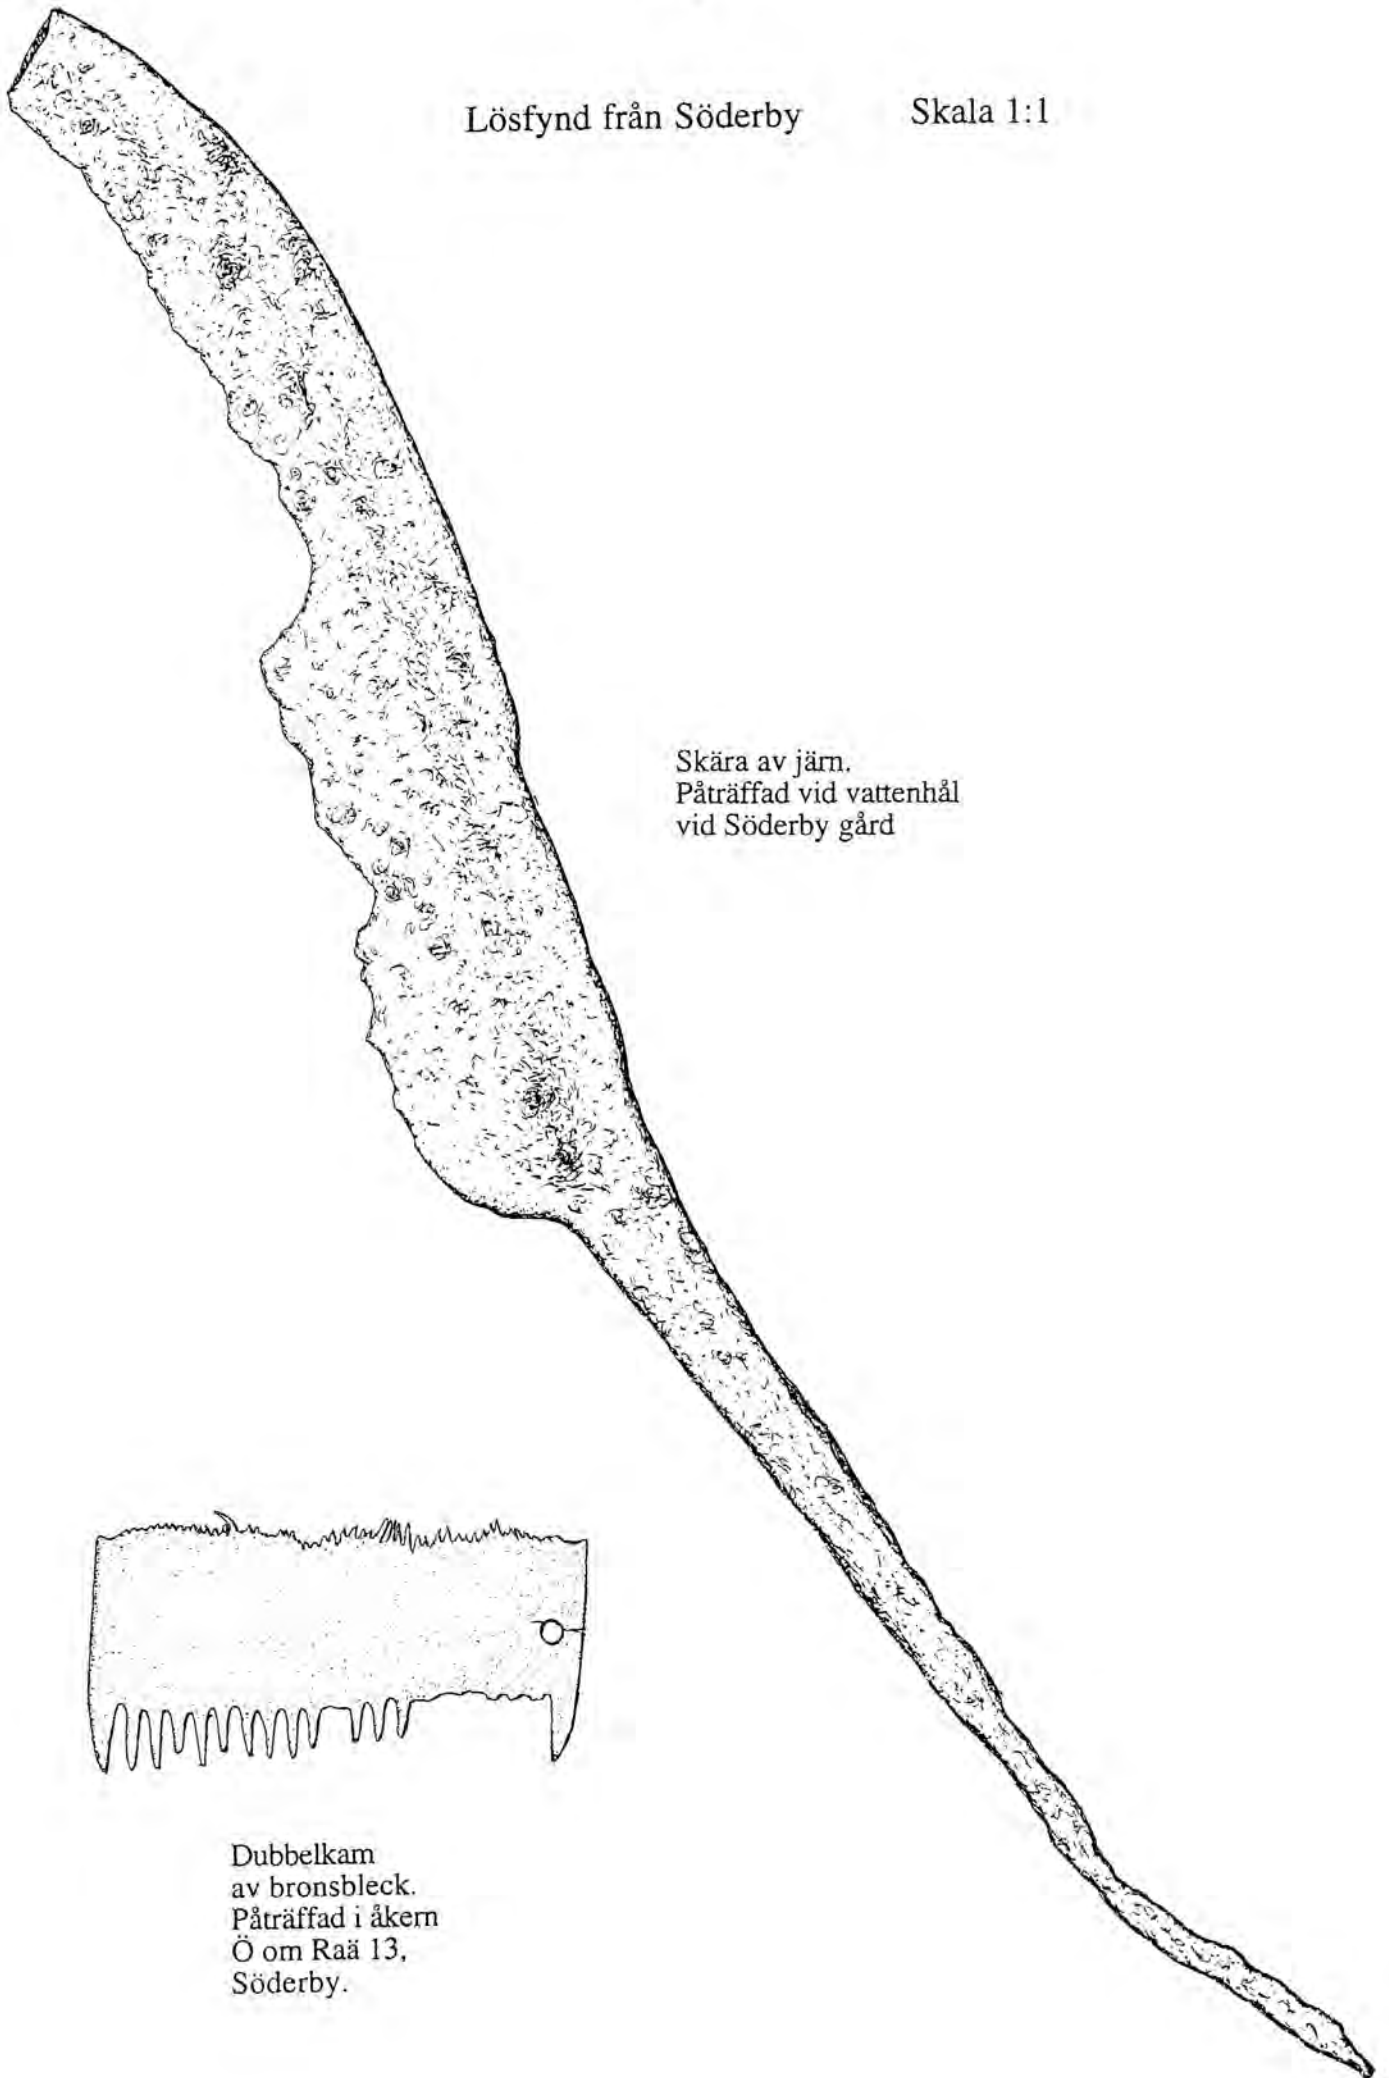 Lösfynd från Söderby Skala 1:1
Skära av järn.
Påträffad vid vattenhål
vid Söderby gård
Dubbelkam
av bronsbleck.
Påträffad i åkern
Ö om Raä 13,
Söderby.